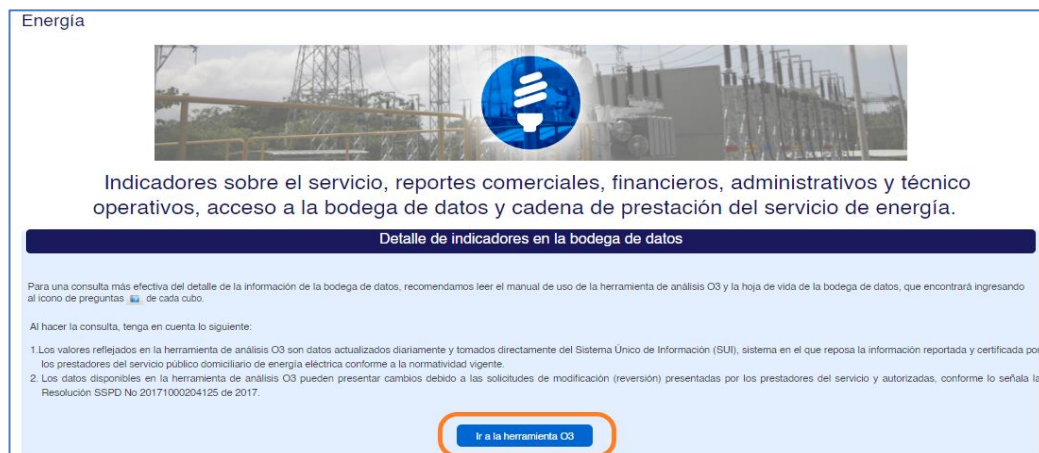 Energía
Indicadores sobre el servicio, reportes comerciales, financieros, administrativos y técnico
operativos, acceso a la bodega de datos y cadena de prestación del servicio de energía.
Detalle de indicadores en la bodega de datos
Para una consulta más efectiva del detalle de la información de la bodega de datos, recomendamos leer el manual de uso de la herramienta de análisis O3 y la hoja de vida de la bodega de datos, que encontrará ingresando
al icono de preguntas de cada cubo.
Al hacer la consulta, tenga en cuenta lo siguiente:
1.Los valores reflejados en la herramienta de análisis O3 son datos actualizados diariamente y tomados directamente del Sistema Único de Información (SUI), sistema en el que reposa la información reportada y certificada por
los prestadores del servicio público domiciliario de energía eléctrica conforme a la normatividad vigente.
2. Los datos disponibles en la herramienta de análisis O3 pueden presentar cambios debido a las solicitudes de modificación (reversión) presentadas por los prestadores del servicio y autorizadas, conforme lo señala la
Resolución SSPD No 20171000204125 de 2017.
Ir a la herramienta O3